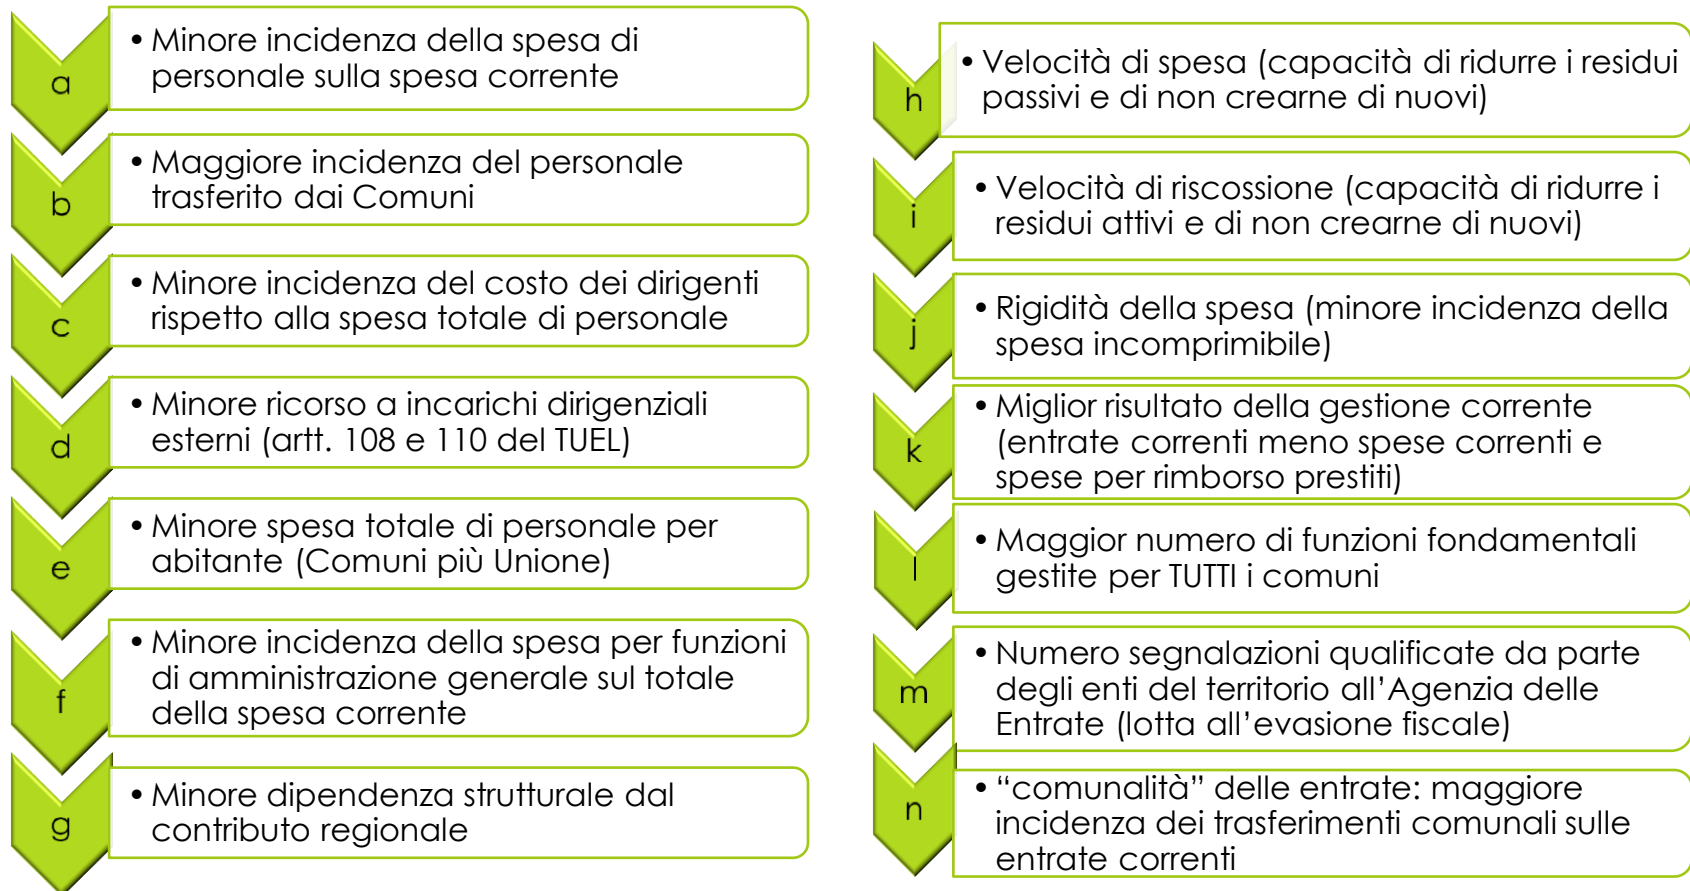 a
• Minore incidenza della spesa di
personale sulla spesa corrente
b
• Maggiore incidenza del personale
trasferito dai Comuni
c
• Minore incidenza del costo dei dirigenti
rispetto alla spesa totale di personale
d
• Minore ricorso a incarichi dirigenziali
esterni (artt. 108 e 110 del TUEL)
e
• Minore spesa totale di personale per
abitante (Comuni più Unione)
f
• Minore incidenza della spesa per funzioni
di amministrazione generale sul totale
della spesa corrente
g
• Minore dipendenza strutturale dal
contributo regionale
h
• Velocità di spesa (capacità di ridurre i residui
passivi e di non crearne di nuovi)
i
• Velocità di riscossione (capacità di ridurre i
residui attivi e di non crearne di nuovi)
j
• Rigidità della spesa (minore incidenza della
spesa incomprimibile)
k
• Miglior risultato della gestione corrente
(entrate correnti meno spese correnti e
spese per rimborso prestiti)
l
• Maggior numero di funzioni fondamentali
gestite per TUTTI i comuni
m
• Numero segnalazioni qualificate da parte
degli enti del territorio all’Agenzia delle
Entrate (lotta all’evasione fiscale)
n
• “comunalità” delle entrate: maggiore
incidenza dei trasferimenti comunali sulle
entrate correnti